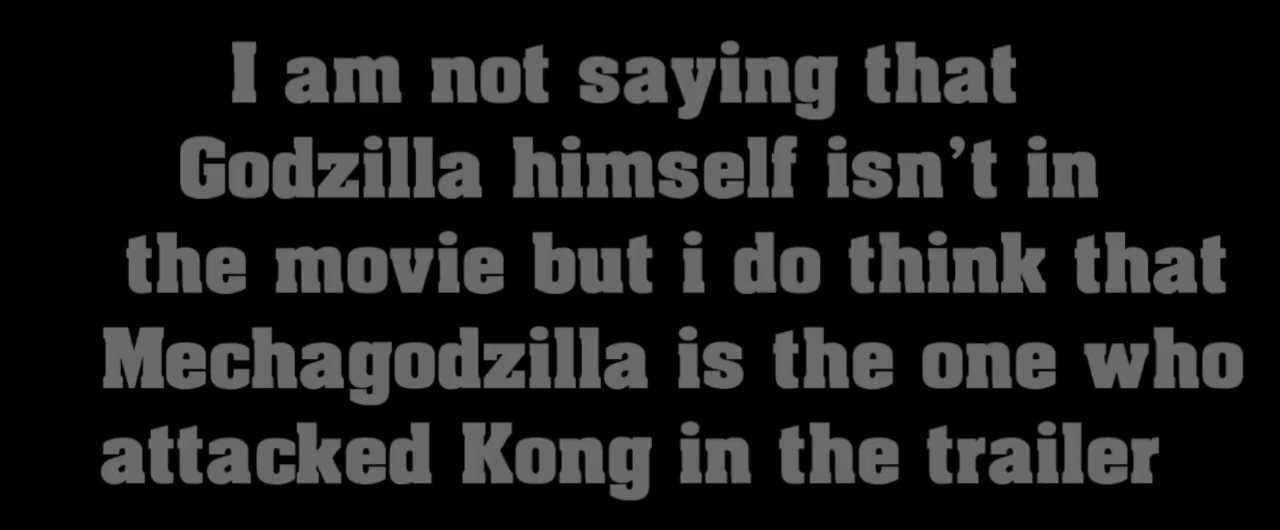 I am not saying that
Godzilla himself isn’t in
the movie but i do think that
Mechagodzilla is the one who
attacked Kong in the trailer